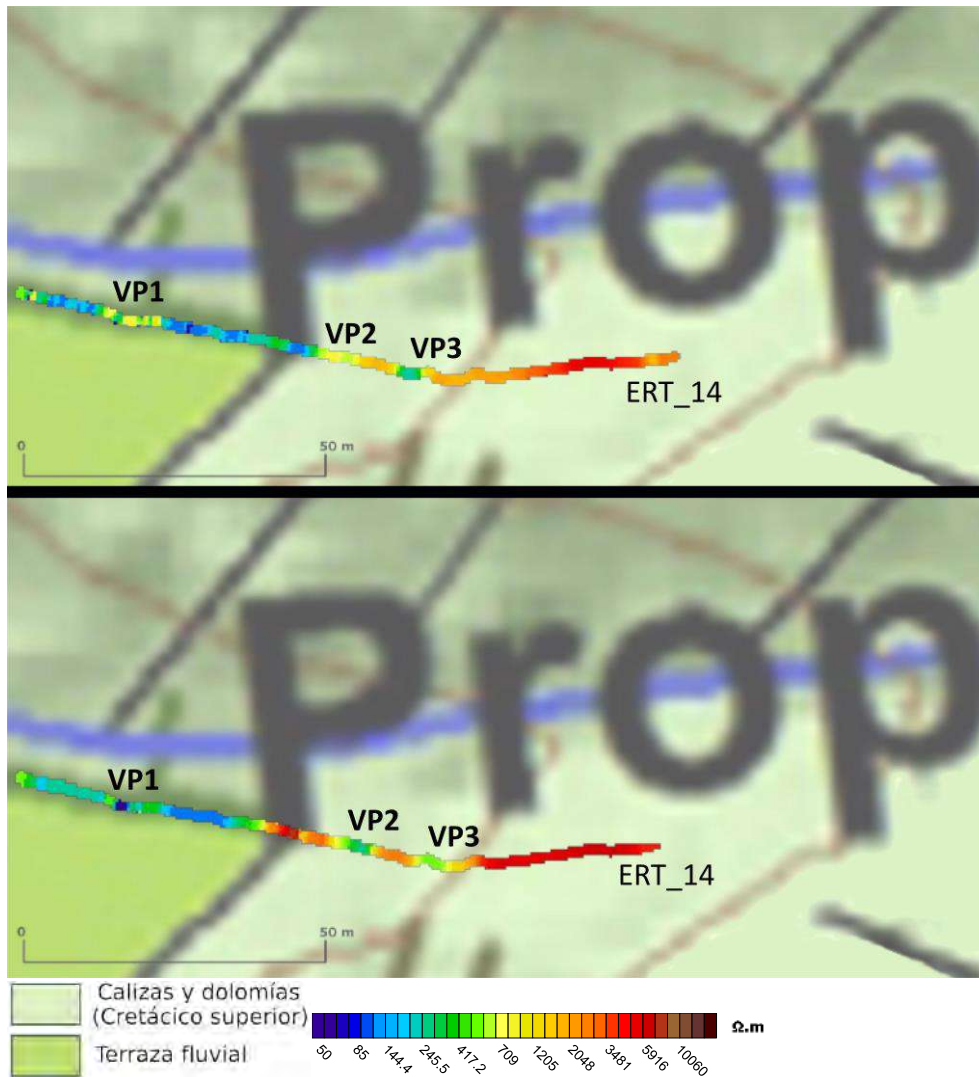 Prop
VP1
VP2
VP3
ERT_14
0
50 m
Prop
VP1
VP2
VP3
ERT_14
0
50 m
Calizas y dolomías
(Cretácico superior)
Terraza fluvial
Ω.m
50 85 144.4 245.5 417.2 709 1205 2048 3481 5916 10060